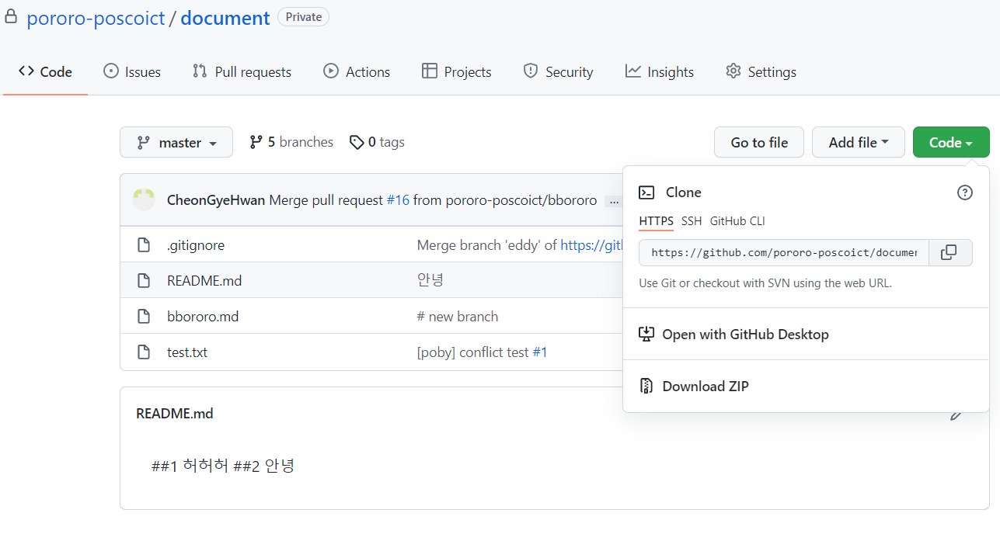 pororo-poscoict / document Private
Code Issues Pull requests Actions Projects Security Insights Settings
master 5 branches 0 tags Go to file Add file Code
CheonGyeHwan Merge pull request #16 from pororo-poscoict/bbororo ...
.gitignore Merge branch 'eddy' of https://gitl
README.md 안녕
bbororo.md # new branch
test.txt [poby] conflict test #1
Clone
HTTPS SSH GitHub CLI
https://github.com/pororo-poscoict/documer
Use Git or checkout with SVN using the web URL.
Open with GitHub Desktop
Download ZIP
README.md
##1 허허허 ##2 안녕